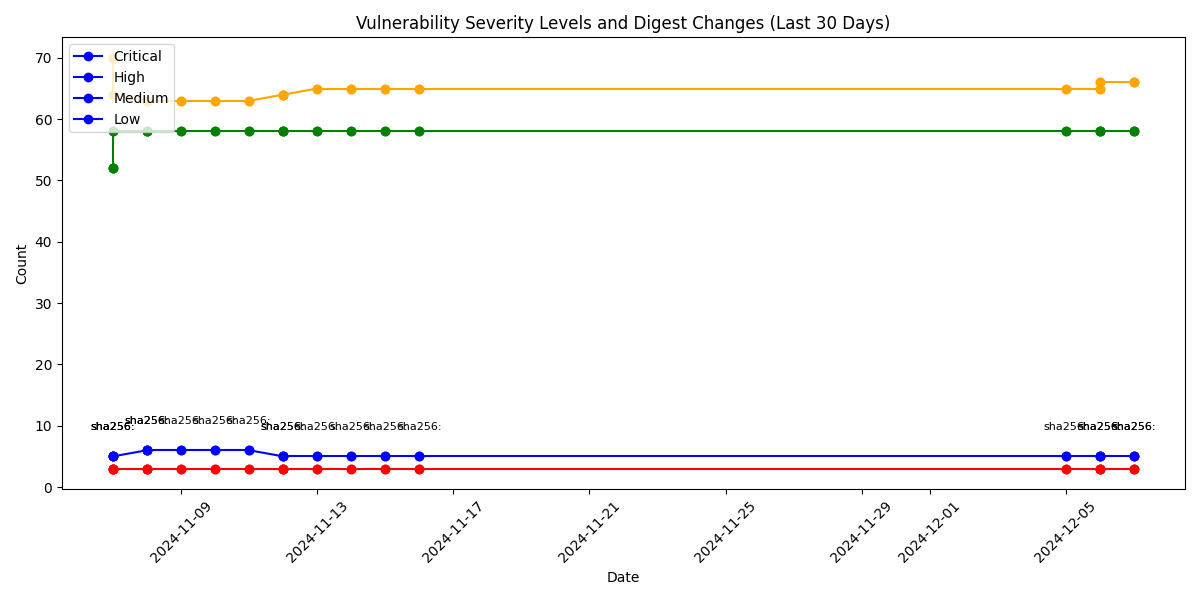 Vulnerability Severity Levels and Digest Changes (Last 30 Days)
Critical
High
Medium
Low
Count
70
60
50
40
30
20
10
0
sha256: sha256: sha256: sha256: sha256: sha256: sha256: sha256: sha256: sha256: sha256: sha256: sha256:
2024-11-09
2024-11-13
2024-11-17
2024-11-21
2024-11-25
2024-11-29
2024-12-01
2024-12-05
Date